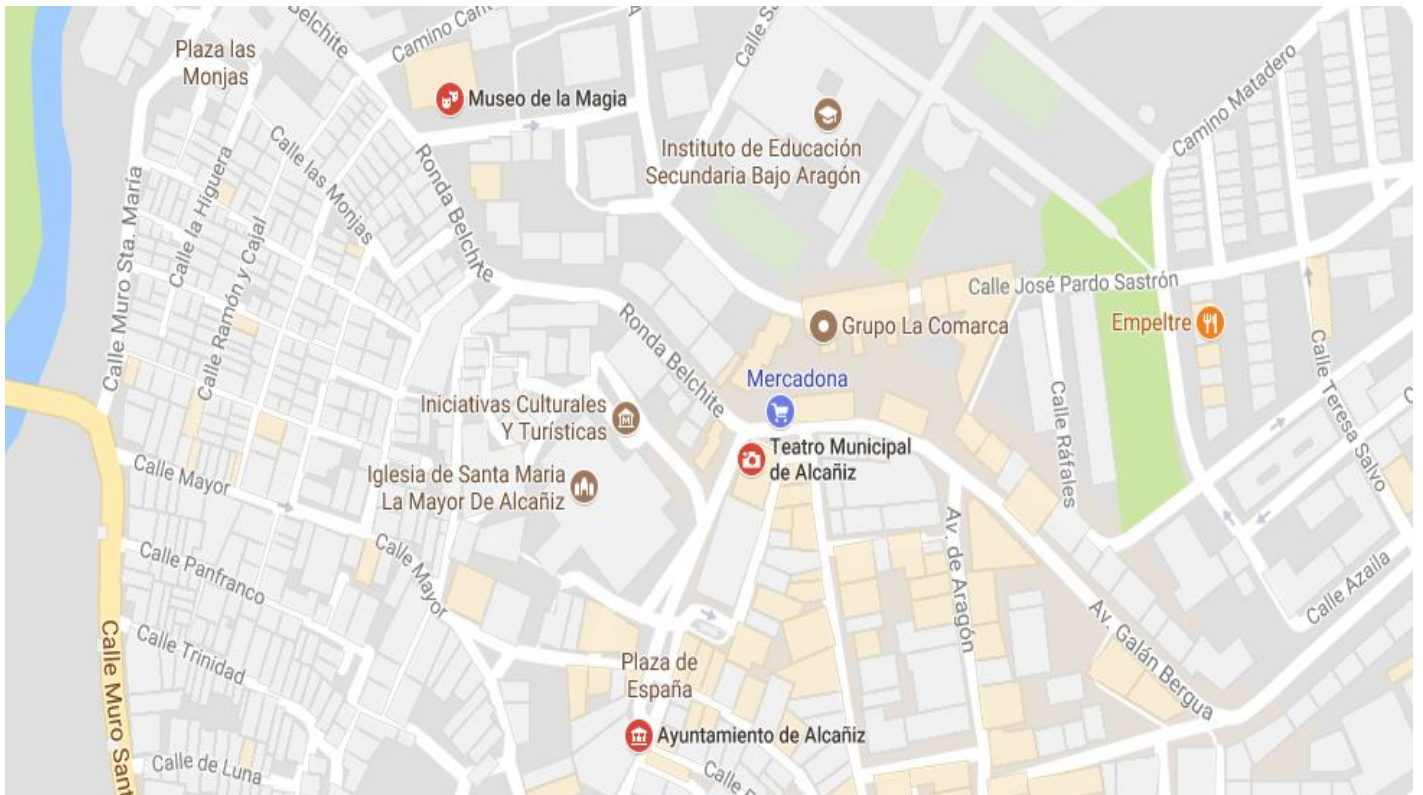 Belchite
Camino Can
Calle S
Plaza las
Monjas
Museo de la Magia
Camino Matadero
Instituto de Educación
Secundaria Bajo Aragón
Calle las Monjas
Ronda Belchite
Calle la Higuera
Calle Muro Sta. María
Calle Ramón y Cajal
Calle José Pardo Sastrón
Ronda Belchite
Grupo La Comarca
Empeltre
Mercadona
Calle Teresa Salvo
Calle Ráfales
Iniciativas Culturales
Y Turísticas
Teatro Municipal
de Alcañiz
Iglesia de Santa Maria
La Mayor De Alcañiz
Calle Mayor
Calle Mayor
Calle Panfranco
Av. de Aragón
Calle Azaila
Av. Galán Bergua
Calle Trinidad
Calle Muro Sant
Plaza de
España
Ayuntamiento de Alcañiz
Calle de Luna
Calle